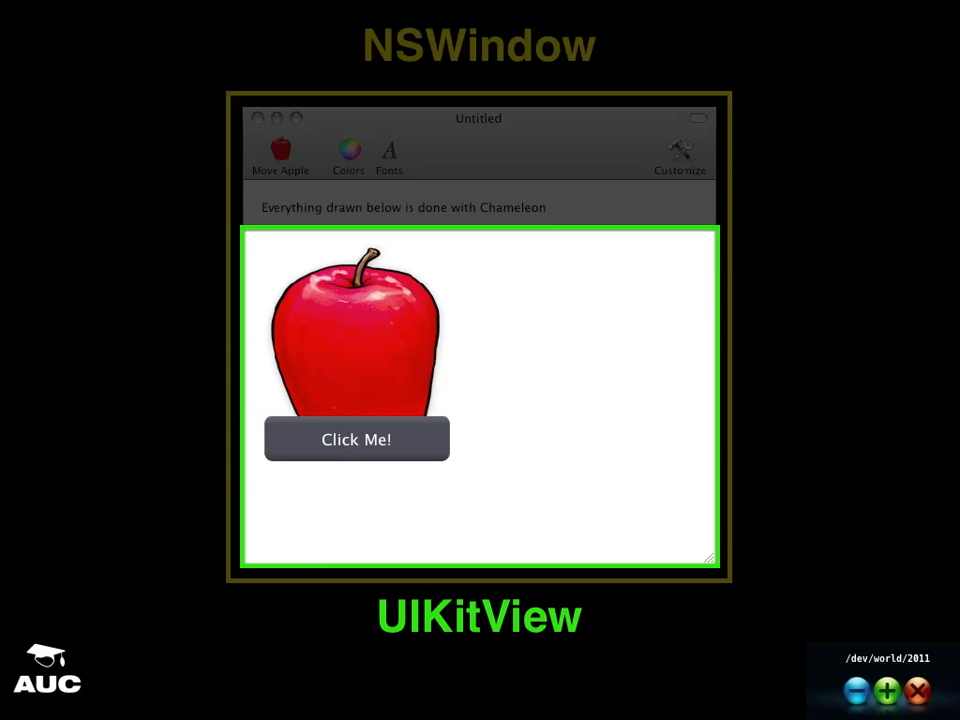 NSWindow
Untitled
Move Apple
Colors
Fonts
Customize
Everything drawn below is done with Chameleon
Click Me!
UIKitView
AUC
/dev/world/2011